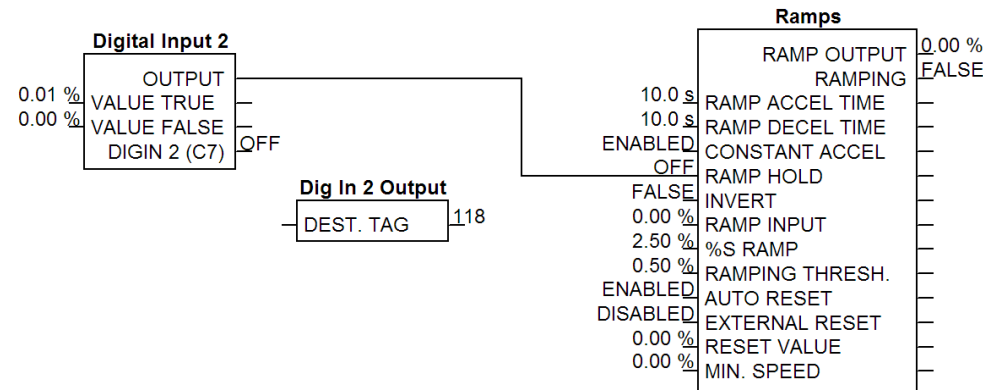 Digital Input 2
OUTPUT
0.01 % VALUE TRUE
0.00 % VALUE FALSE
DIGIN 2 (C7) OFF
Dig In 2 Output
DEST. TAG 118
Ramps
RAMP OUTPUT 0.00 %
RAMPING FALSE
10.0 s RAMP ACCEL TIME
10.0 s RAMP DECEL TIME
ENABLED CONSTANT ACCEL
OFF RAMP HOLD
FALSE INVERT
0.00 % RAMP INPUT
2.50 % %S RAMP
0.50 % RAMPING THRESH.
ENABLED AUTO RESET
DISABLED EXTERNAL RESET
0.00 % RESET VALUE
0.00 % MIN. SPEED